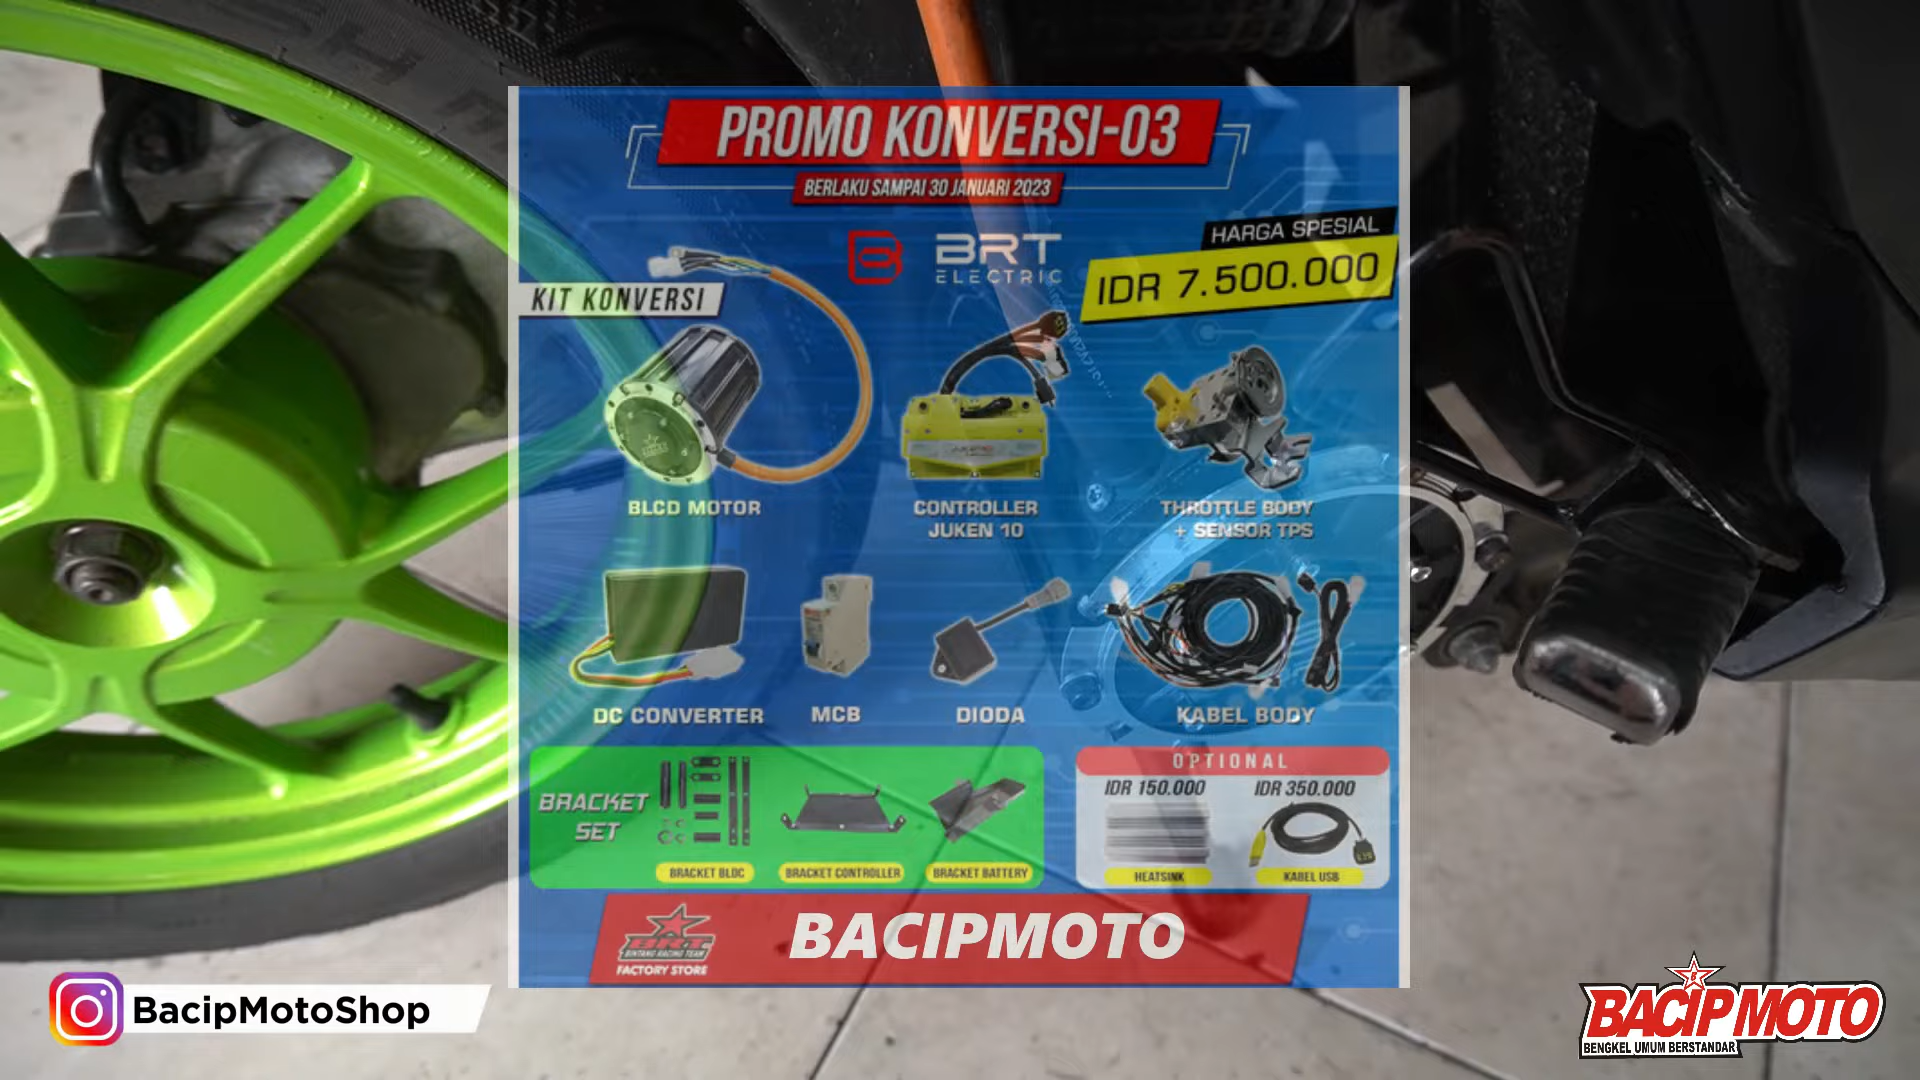 PROMO KONVERSI-03
BERLAKU SAMPAI 30 JANUARI 2023
HARGA SPESIAL
IDR 7.500.000
BRT
ELECTRIC
KIT KONVERSI
BLCD MOTOR
CONTROLLER
JUKEN 10
THROTTLE BODY
+ SENSOR TPS
DC CONVERTER
MCB
DIODA
KABEL BODY
BRACKET
SET
BRACKET BLDC
BRACKET CONTROLLER
BRACKET BATTERY
OPTIONAL
IDR 150.000
IDR 350.000
HEATSINK
KABEL USB
BRT
BINTANG RACING TEAM
FACTORY STORE
BACIPMOTO
BacipMotoShop
BACIP MOTO
BENGKEL UMUM BERSTANDAR